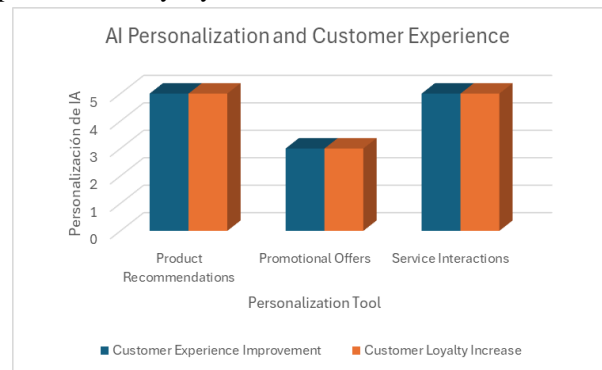 AI Personalization and Customer Experience
Personalización de IA
5
4
3
2
1
0
Product
Recommendations
Promotional Offers
Service Interactions
Personalization Tool
Customer Experience Improvement
Customer Loyalty Increase